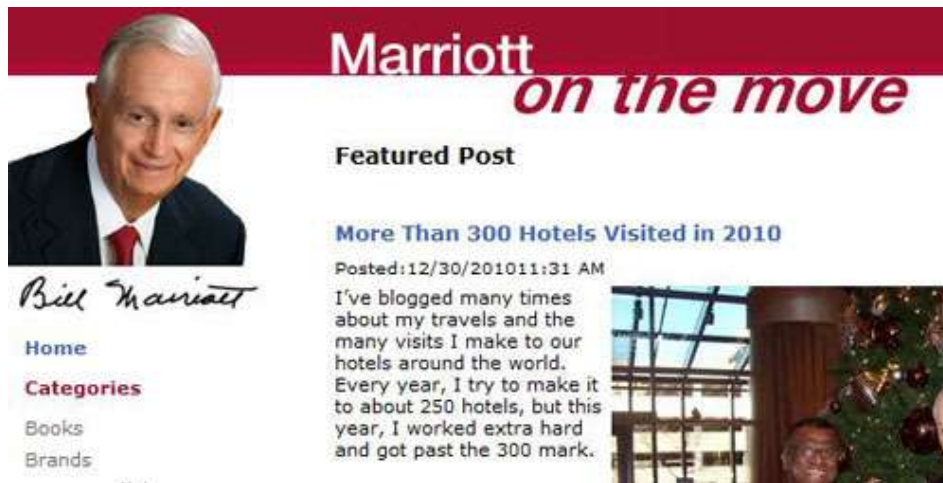 Marriott
on the move
Featured Post
More Than 300 Hotels Visited in 2010
Posted:12/30/201011:31 AM
I've blogged many times
about my travels and the
many visits I make to our
hotels around the world.
Every year, I try to make it
to about 250 hotels, but this
year, I worked extra hard
and got past the 300 mark.
Bill Marriott
Home
Categories
Books
Brands